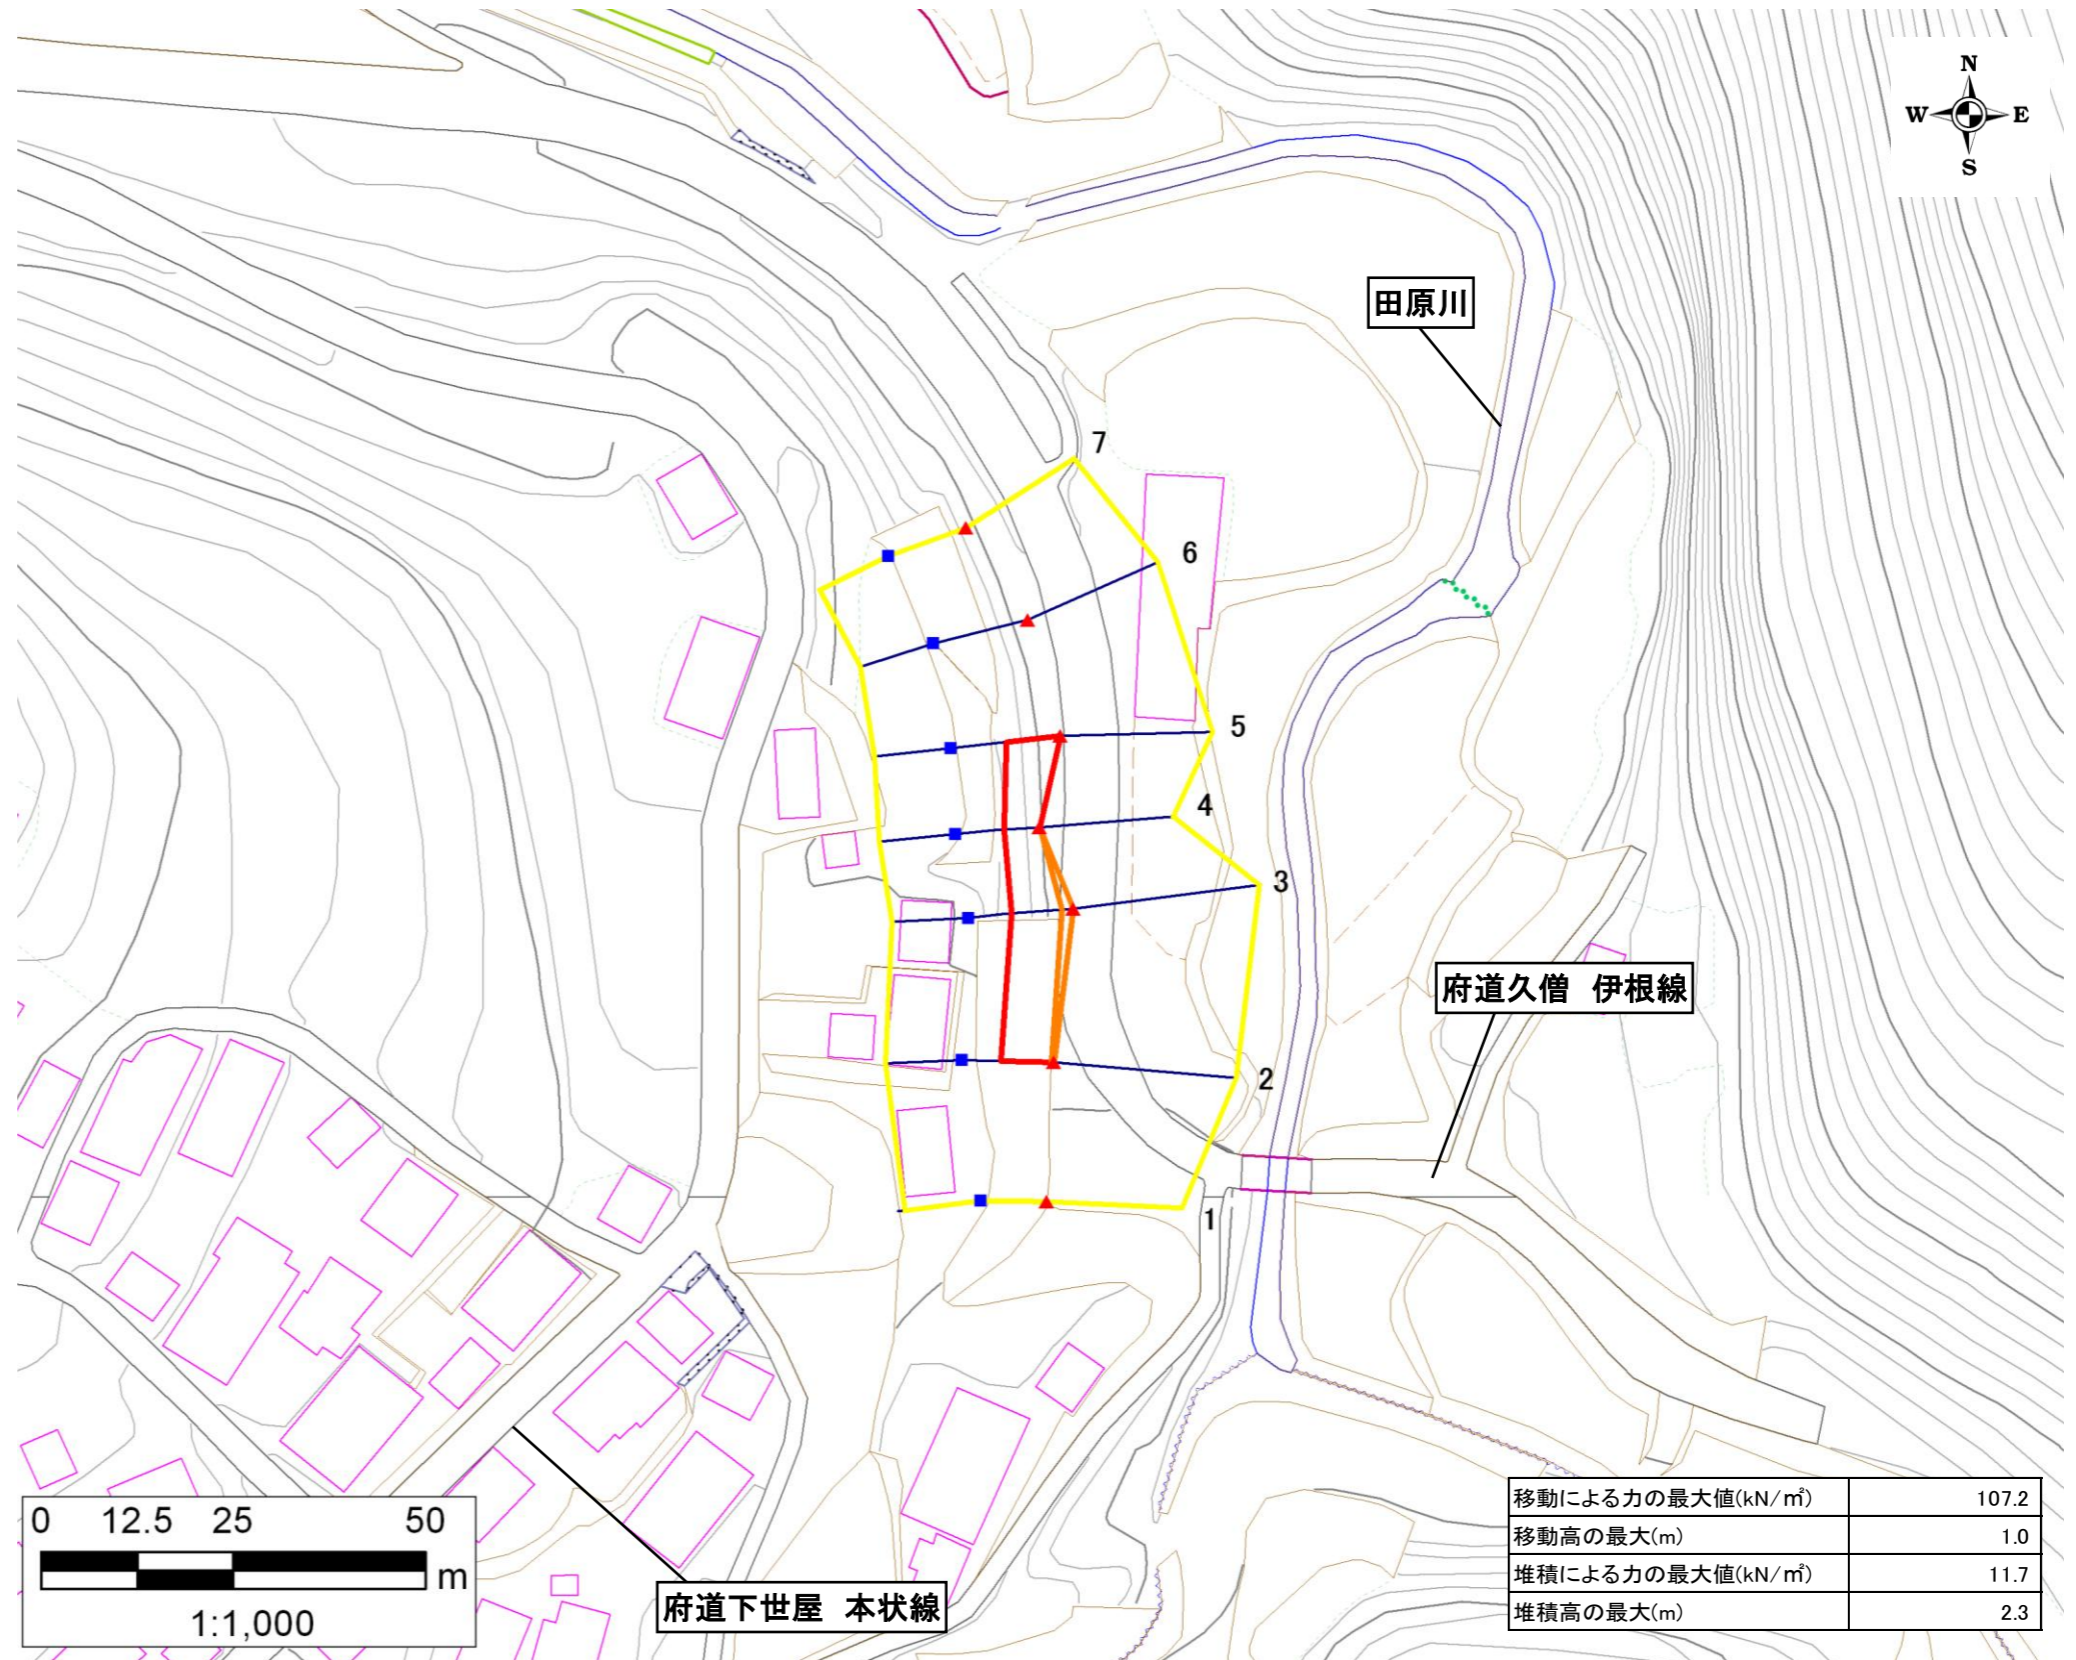 N
W E
S
田原川
7
6
5
4
3
府道久僧 伊根線
2
1
0 12.5 25 50
m
1:1,000
府道下世屋 本状線
移動による力の最大値(kN/㎡) 107.2
移動高の最大(m) 1.0
堆積による力の最大値(kN/㎡) 11.7
堆積高の最大(m) 2.3